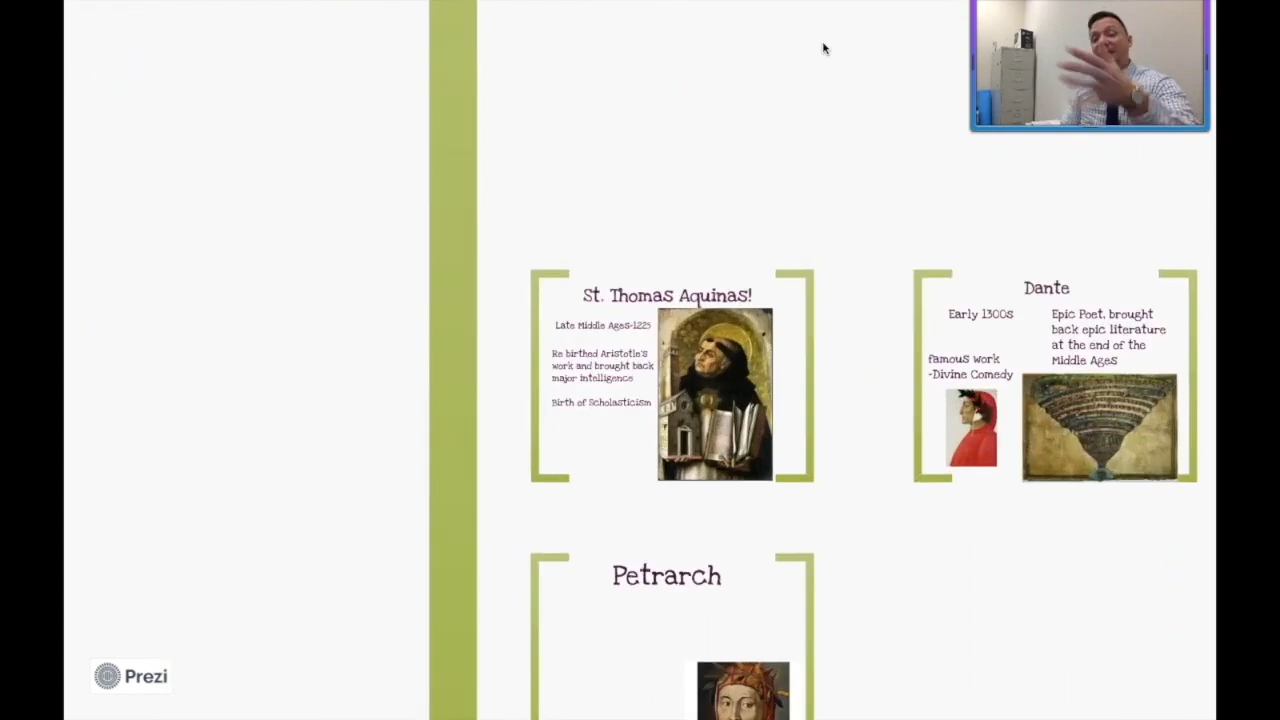 St. Thomas Aquinas!
Late Middle Ages-1225
Re birthed Aristotle's
work and brought back
major intelligence
Birth of Scholasticism
Dante
Early 1300s
famous work
-Divine Comedy
Epic Poet, brought
back epic literature
at the end of the
Middle Ages
Petrarch
Prezi